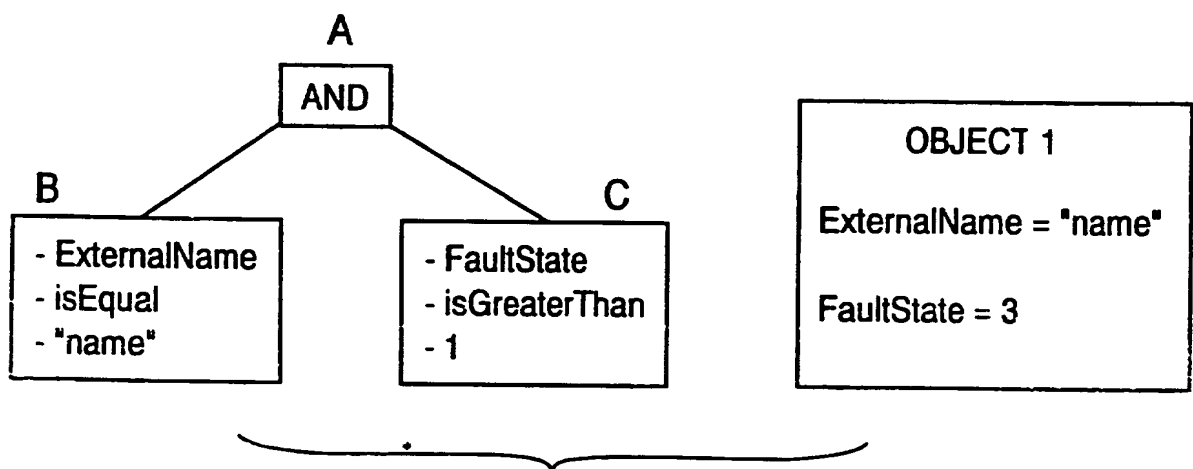 A
AND
B
- ExternalName
- isEqual
- "name"
C
- FaultState
- isGreaterThan
- 1
OBJECT 1
ExternalName = "name"
FaultState = 3